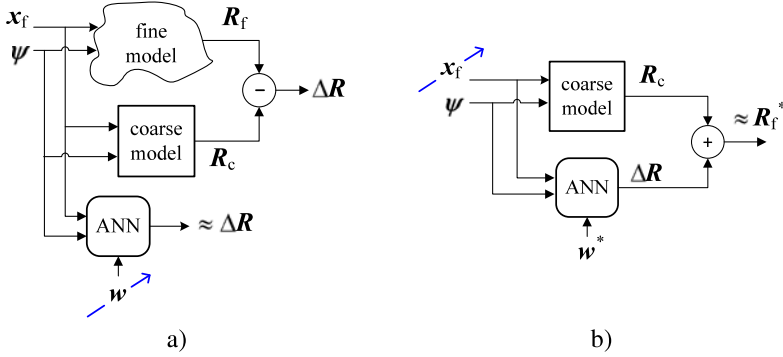 x_f
ψ
fine
model
R_f
−
ΔR
coarse
model
R_c
ANN
≈ ΔR
w
a)
x_f
ψ
coarse
model
R_c
+
≈ R_f*
ANN
ΔR
w*
b)